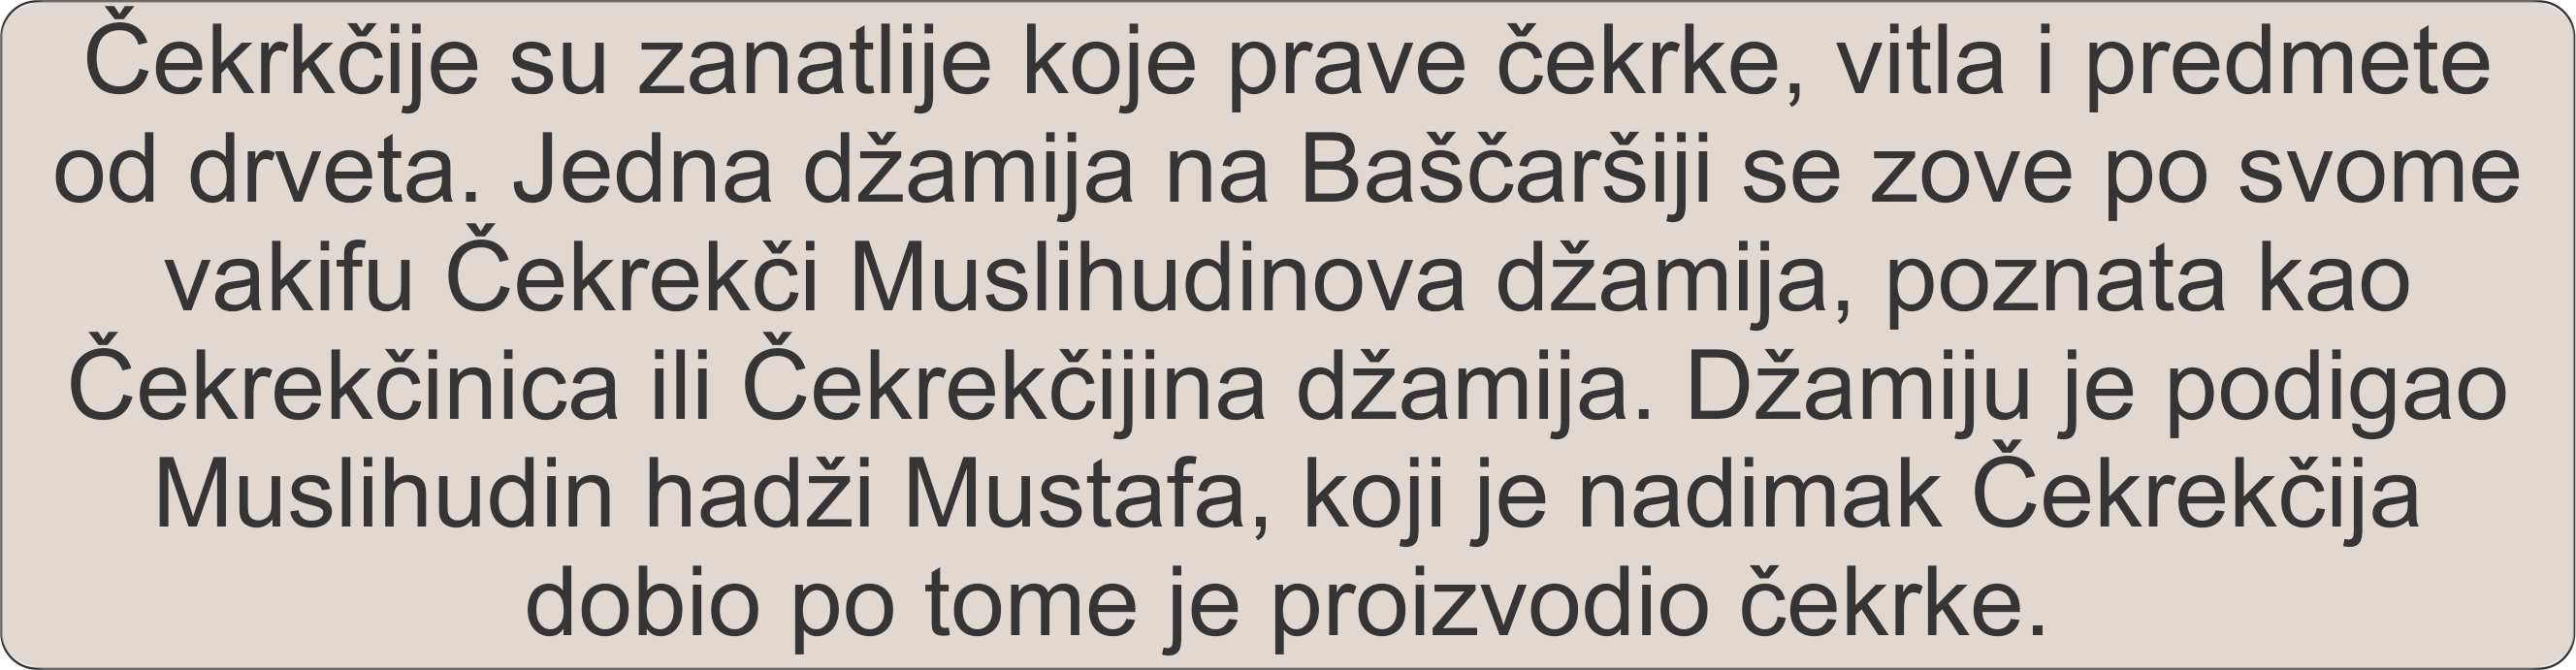 Čekrkčije su zanatlije koje prave čekrke, vitla i predmete
od drveta. Jedna džamija na Baščaršiji se zove po svome
vakifu Čekrekči Muslihudinova džamija, poznata kao
Čekrekčinica ili Čekrekčijina džamija. Džamiju je podigao
Muslihudin hadži Mustafa, koji je nadimak Čekrekčija
dobio po tome je proizvodio čekrke.